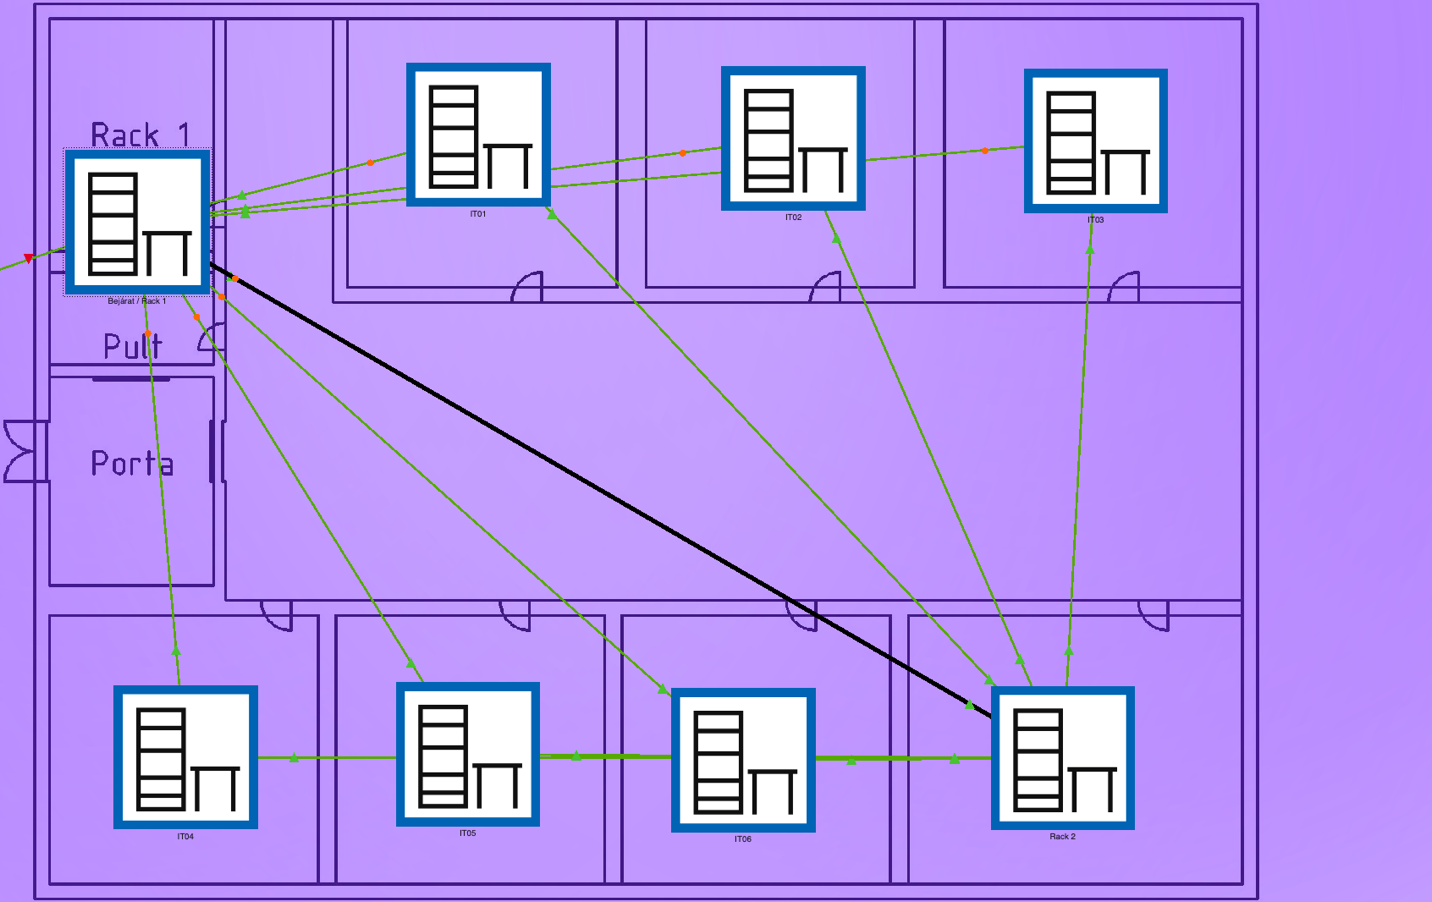 Rack 1
IT01
IT02
IT03
Bejárat / Rack 1
Pult
Porta
IT04
IT05
IT06
Rack 2